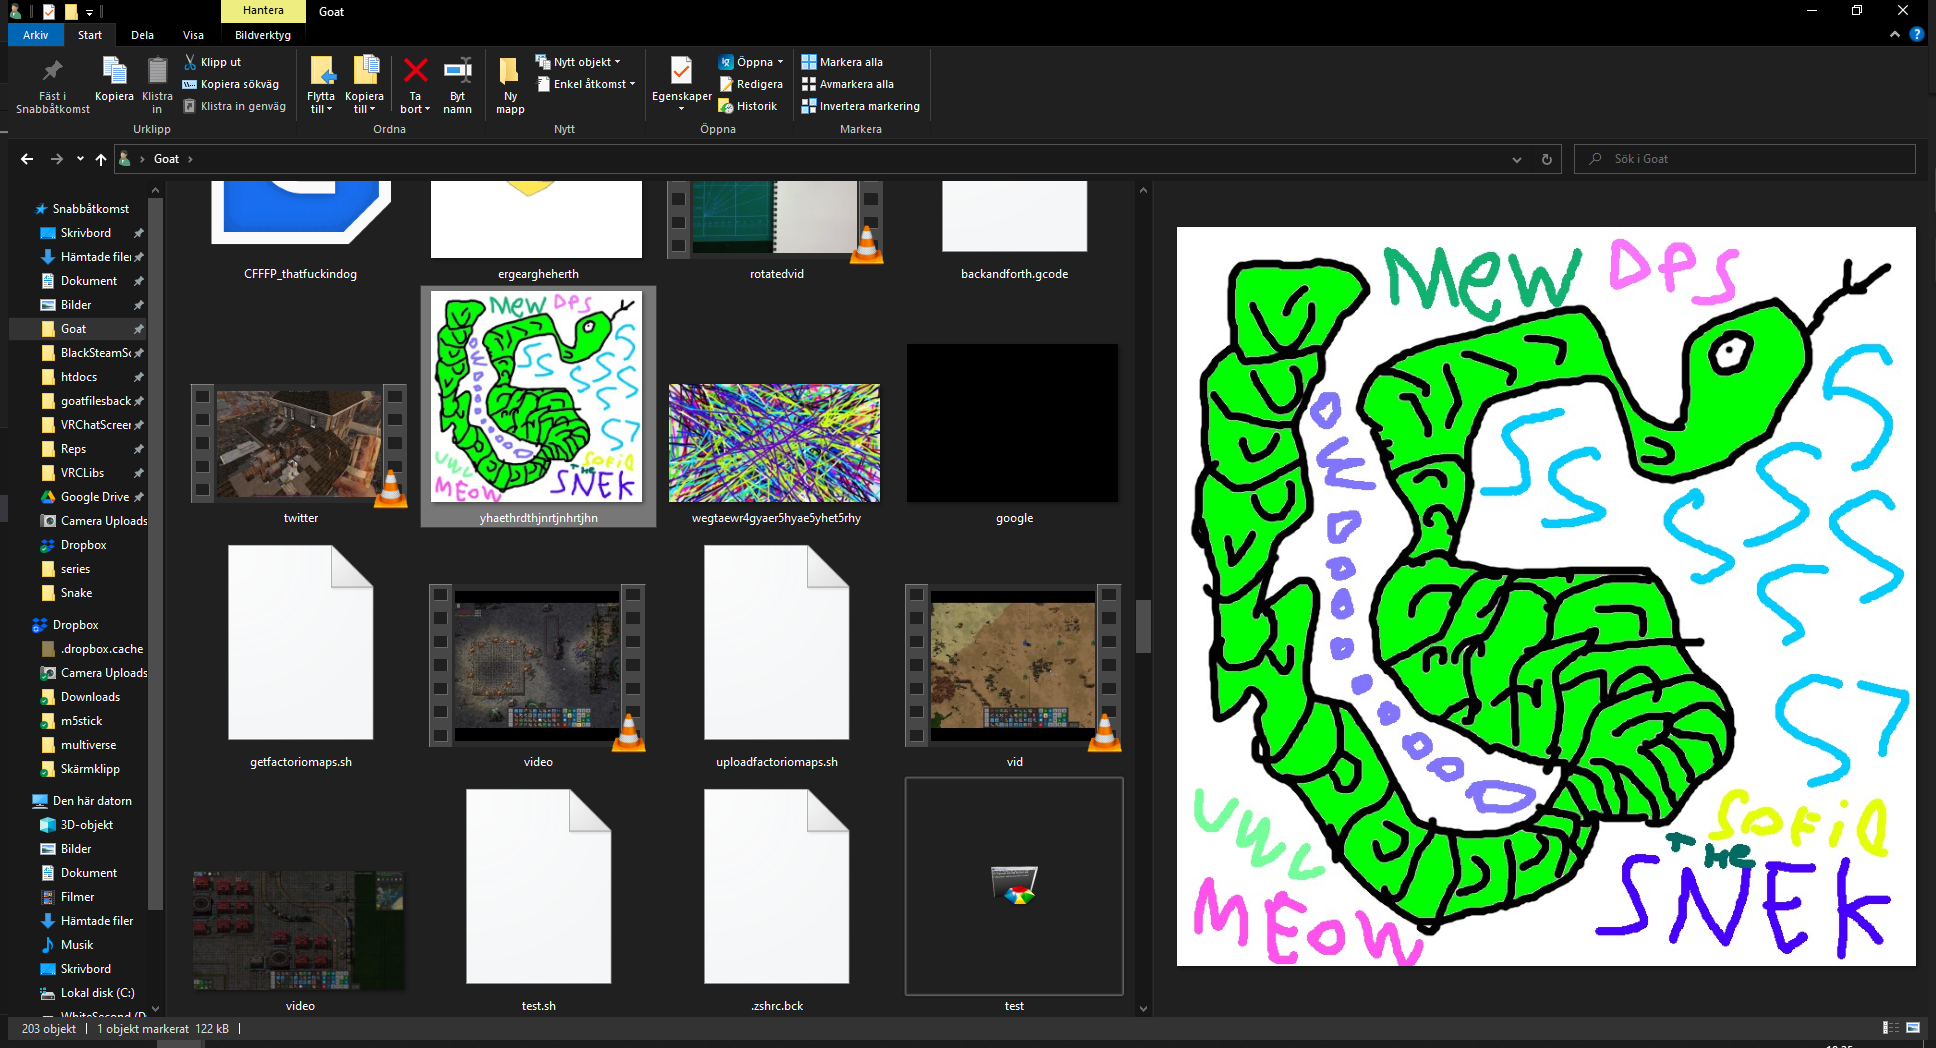 Hantera
Goat
Arkiv
Start
Dela
Visa
Bildverktyg
Fäst i
Snabbåtkomst
Kopiera
Klistra
in
Klipp ut
Kopiera sökväg
Klistra in genväg
Urklipp
Flytta
till
Kopiera
till
Ta
bort
Byt
namn
Ordna
Ny
mapp
Nytt objekt
Enkel åtkomst
Nytt
Egenskaper
Öppna
Redigera
Historik
Öppna
Markera alla
Avmarkera alla
Invertera markering
Markera
Goat
Sök i Goat
Snabbåtkomst
Skrivbord
Hämtade filer
Dokument
Bilder
Goat
BlackSteamSc
htdocs
goatfilesback
VRChatScreer
Reps
VRCLibs
Google Drive
Camera Uploads
Dropbox
series
Snake
Dropbox
.dropbox.cache
Camera Uploads
Downloads
m5stick
multiverse
Skärmklipp
Den här datorn
3D-objekt
Bilder
Dokument
Filmer
Hämtade filer
Musik
Skrivbord
Lokal disk (C:)
WhiteSecond (D
CFFFP_thatfuckindog
ergeargheherth
rotatedvid
backandforth.gcode
twitter
yhaethrdthjnrtjnhrtjhn
wegtaewr4gyaer5hyae5yhet5rhy
google
getfactoriomaps.sh
video
uploadfactoriomaps.sh
vid
video
test.sh
.zshrc.bck
test
MEW DPS
S
S S
S S S S
S
S7
UWU
MEOW
SOFiA
THE
SNEK
203 objekt
1 objekt markerat 122 kB